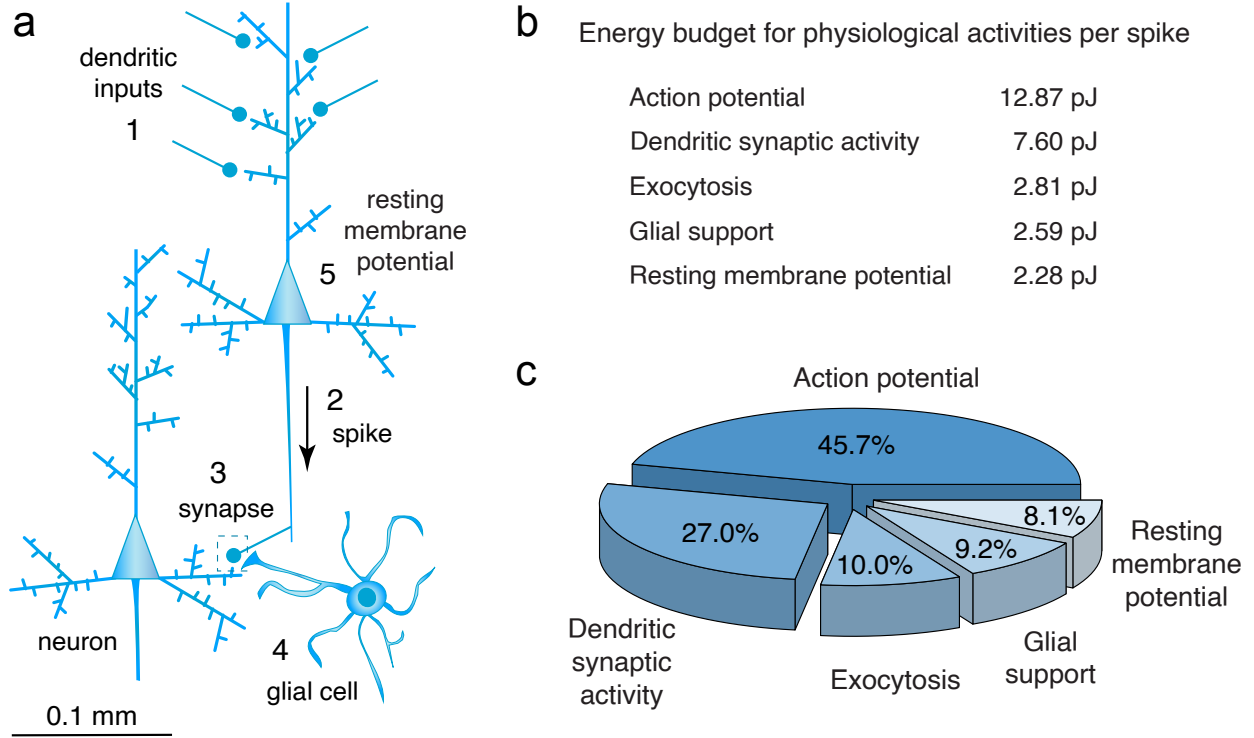 a
dendritic
inputs
1
resting
membrane
potential
5
2
spike
3
synapse
neuron
4
glial cell
0.1 mm
b
Energy budget for physiological activities per spike
Action potential 12.87 pJ
Dendritic synaptic activity 7.60 pJ
Exocytosis 2.81 pJ
Glial support 2.59 pJ
Resting membrane potential 2.28 pJ
c
Action potential
45.7%
27.0%
10.0%
9.2%
8.1%
Resting
membrane
potential
Dendritic
synaptic
activity
Exocytosis
Glial
support